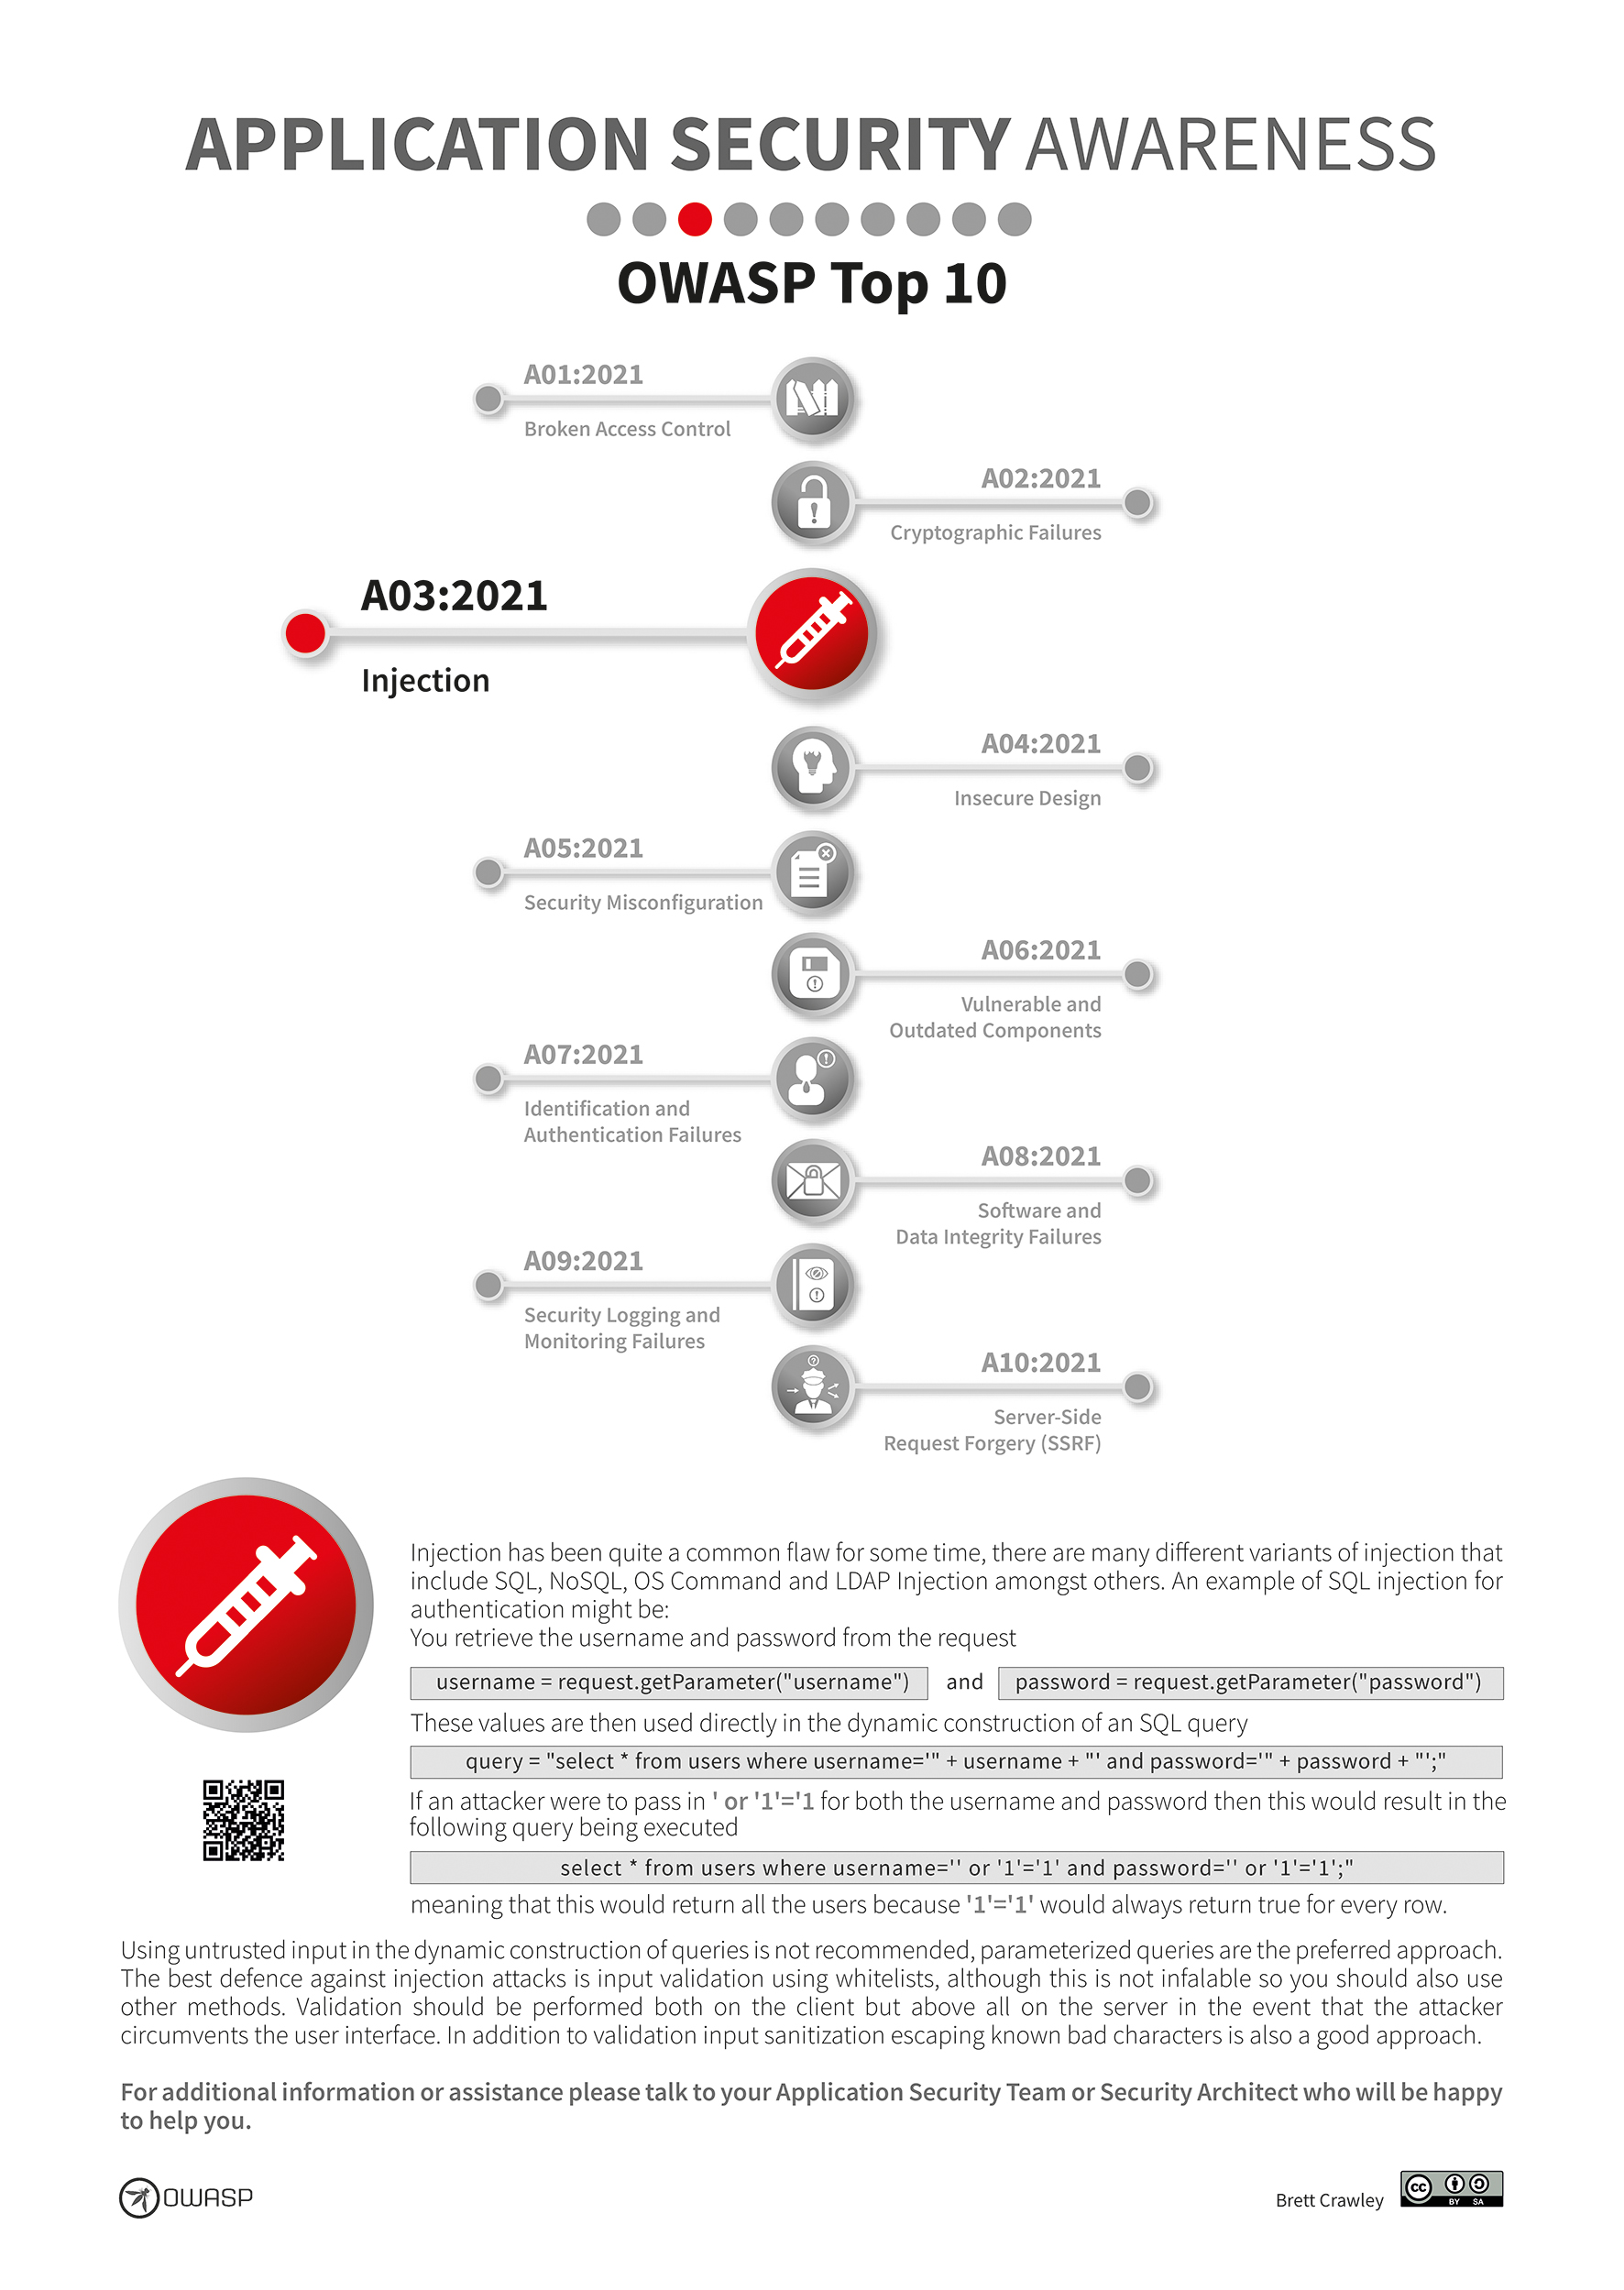 APPLICATION SECURITY AWARENESS
OWASP Top 10
A01:2021
Broken Access Control
A02:2021
Cryptographic Failures
A03:2021
Injection
A04:2021
Insecure Design
A05:2021
Security Misconfiguration
A06:2021
Vulnerable and
Outdated Components
A07:2021
Identification and
Authentication Failures
A08:2021
Software and
Data Integrity Failures
A09:2021
Security Logging and
Monitoring Failures
A10:2021
Server-Side
Request Forgery (SSRF)
Injection has been quite a common flaw for some time, there are many different variants of injection that
include SQL, NoSQL, OS Command and LDAP Injection amongst others. An example of SQL injection for
authentication might be:
You retrieve the username and password from the request
username = request.getParameter("username") and password = request.getParameter("password")
These values are then used directly in the dynamic construction of an SQL query
query = "select * from users where username='" + username + "' and password='" + password + "';"
If an attacker were to pass in ' or '1'='1 for both the username and password then this would result in the
following query being executed
select * from users where username='' or '1'='1' and password='' or '1'='1';"
meaning that this would return all the users because '1'='1' would always return true for every row.
Using untrusted input in the dynamic construction of queries is not recommended, parameterized queries are the preferred approach.
The best defence against injection attacks is input validation using whitelists, although this is not infalable so you should also use
other methods. Validation should be performed both on the client but above all on the server in the event that the attacker
circumvents the user interface. In addition to validation input sanitization escaping known bad characters is also a good approach.
For additional information or assistance please talk to your Application Security Team or Security Architect who will be happy
to help you.
OWASP
Brett Crawley
cc
BY SA